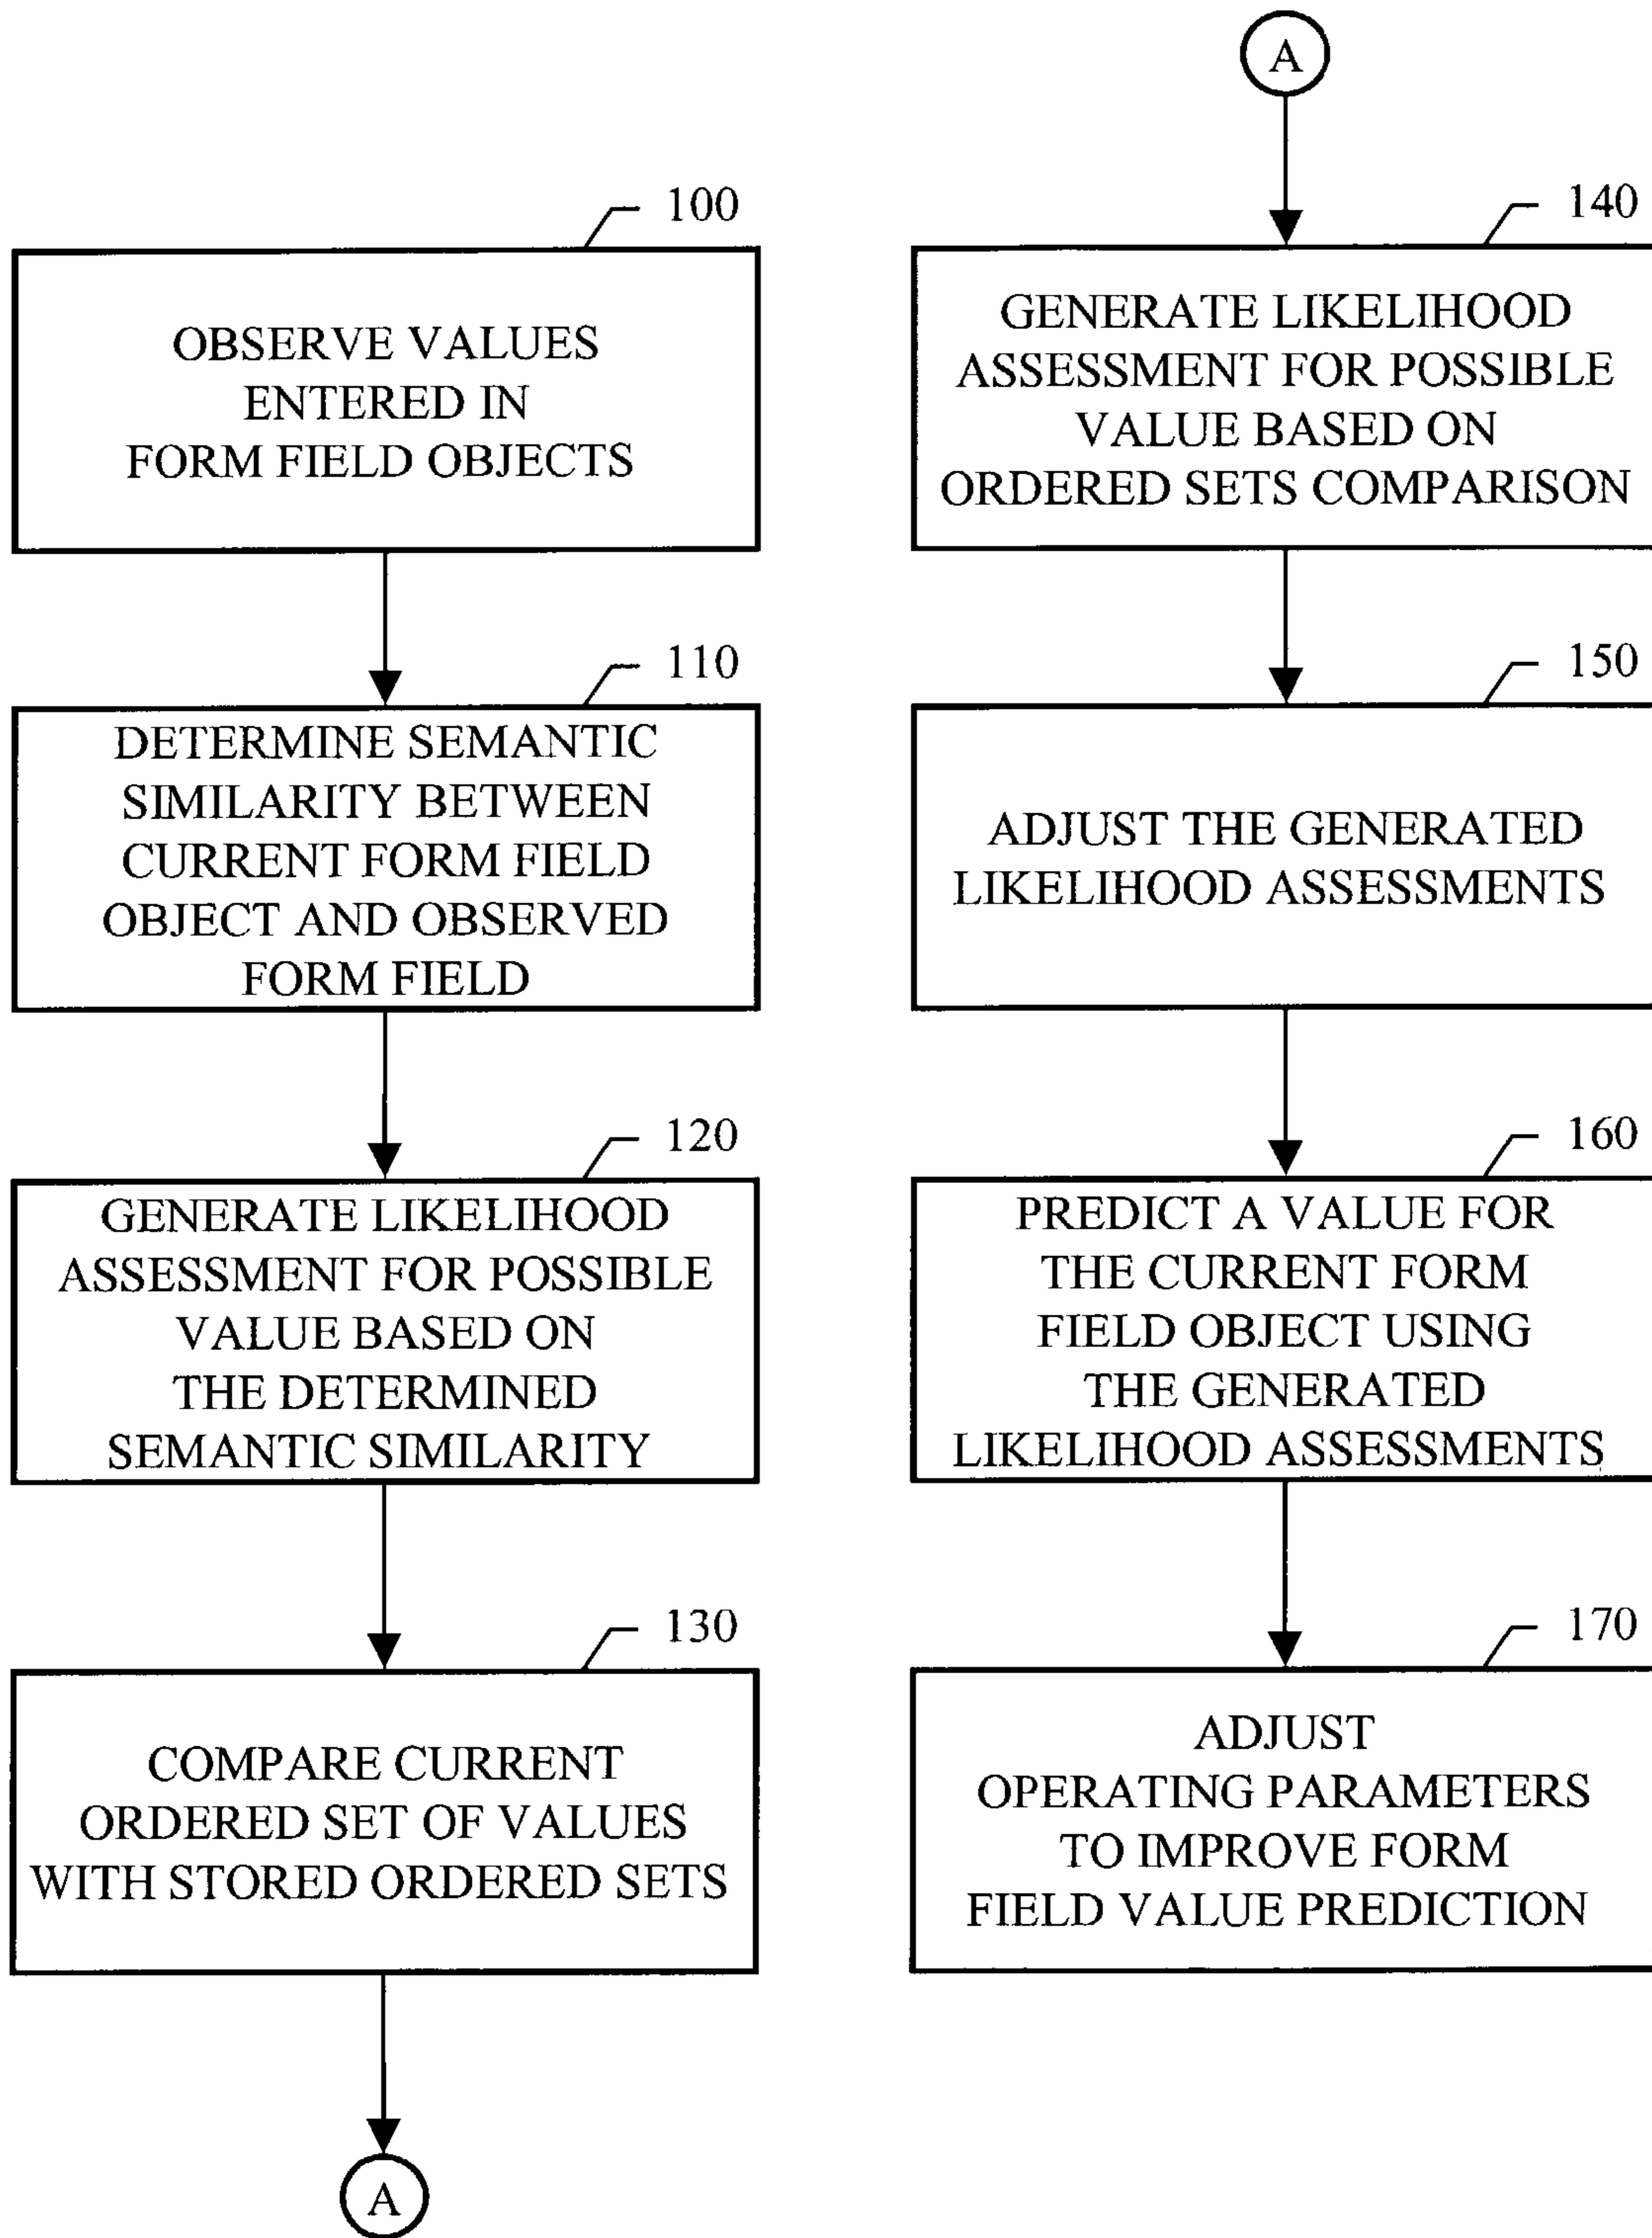 100
OBSERVE VALUES
ENTERED IN
FORM FIELD OBJECTS
110
DETERMINE SEMANTIC
SIMILARITY BETWEEN
CURRENT FORM FIELD
OBJECT AND OBSERVED
FORM FIELD
120
GENERATE LIKELIHOOD
ASSESSMENT FOR POSSIBLE
VALUE BASED ON
THE DETERMINED
SEMANTIC SIMILARITY
130
COMPARE CURRENT
ORDERED SET OF VALUES
WITH STORED ORDERED SETS
A
A
140
GENERATE LIKELIHOOD
ASSESSMENT FOR POSSIBLE
VALUE BASED ON
ORDERED SETS COMPARISON
150
ADJUST THE GENERATED
LIKELIHOOD ASSESSMENTS
160
PREDICT A VALUE FOR
THE CURRENT FORM
FIELD OBJECT USING
THE GENERATED
LIKELIHOOD ASSESSMENTS
170
ADJUST
OPERATING PARAMETERS
TO IMPROVE FORM
FIELD VALUE PREDICTION